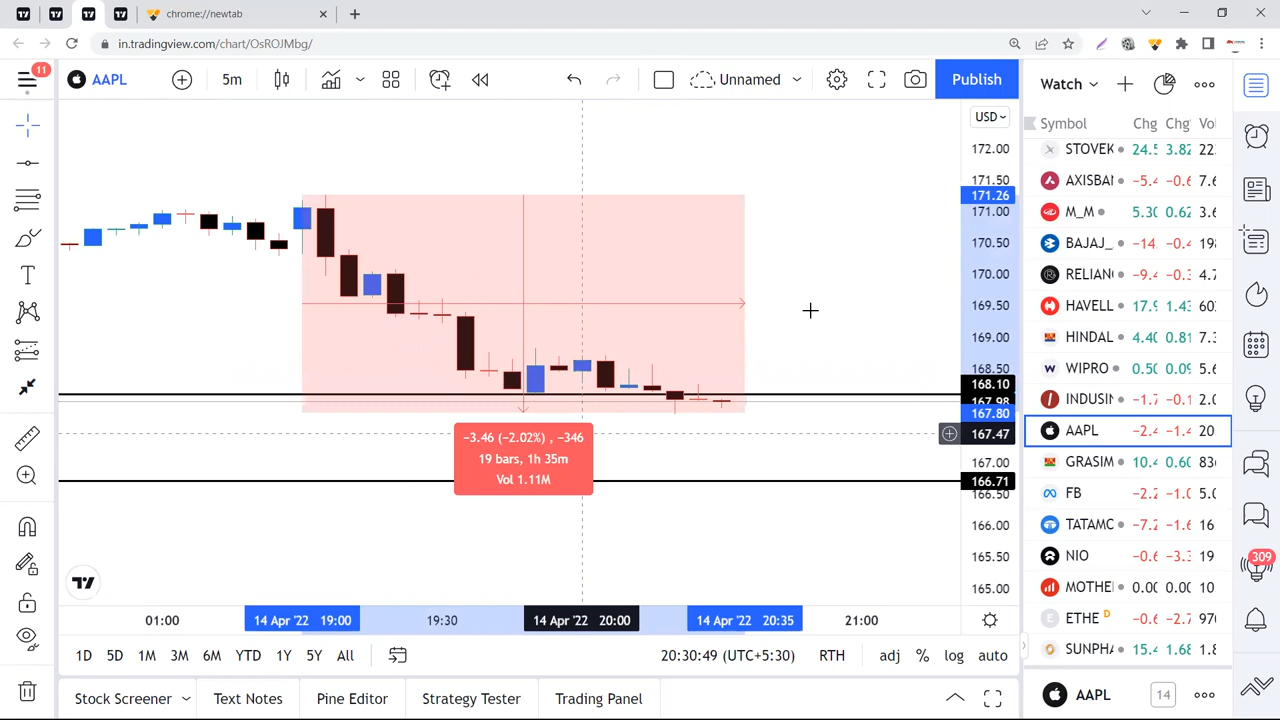 chrome://newtab
in.tradingview.com/chart/OsROJMbg/
11
AAPL
5m
Unnamed
Publish
Watch
USD
Symbol Chg Chg Vol
172.00
171.50
171.26
171.00
170.50
170.00
169.50
169.00
168.50
168.10
167.98
167.80
167.47
167.00
166.71
166.50
166.00
165.50
165.00
−3.46 (−2.02%) , −346
19 bars, 1h 35m
Vol 1.11M
STOVEK 24.5 3.82 22
AXISBA −5.4 −0.6 7.6
M_M 5.30 0.62 3.6
BAJAJ_ −14. −0.4 198
RELIAN −9.4 −0.3 4.7
HAVELL 17.9 1.43 60
HINDAL 4.40 0.81 7.3
WIPRO 0.50 0.09 5.6
INDUSIN −1.7 −0.1 2.0
AAPL −2.4 −1.4 20
GRASIM 10.4 0.60 83
FB −2.2 −1.0 5.0
TATAMO −7.2 −1.6 16
NIO −0.6 −3.3 19
MOTHE 0.00 0.00 10
ETHE D −0.6 −2.7 970
SUNPHA 15.4 1.68 1.8
309
01:00
14 Apr '22 19:00
19:30
14 Apr '22 20:00
14 Apr '22 20:35
21:00
1D 5D 1M 3M 6M YTD 1Y 5Y All
20:30:49 (UTC+5:30)
RTH
adj % log auto
Stock Screener
Text Notes
Pine Editor
Strategy Tester
Trading Panel
AAPL
14